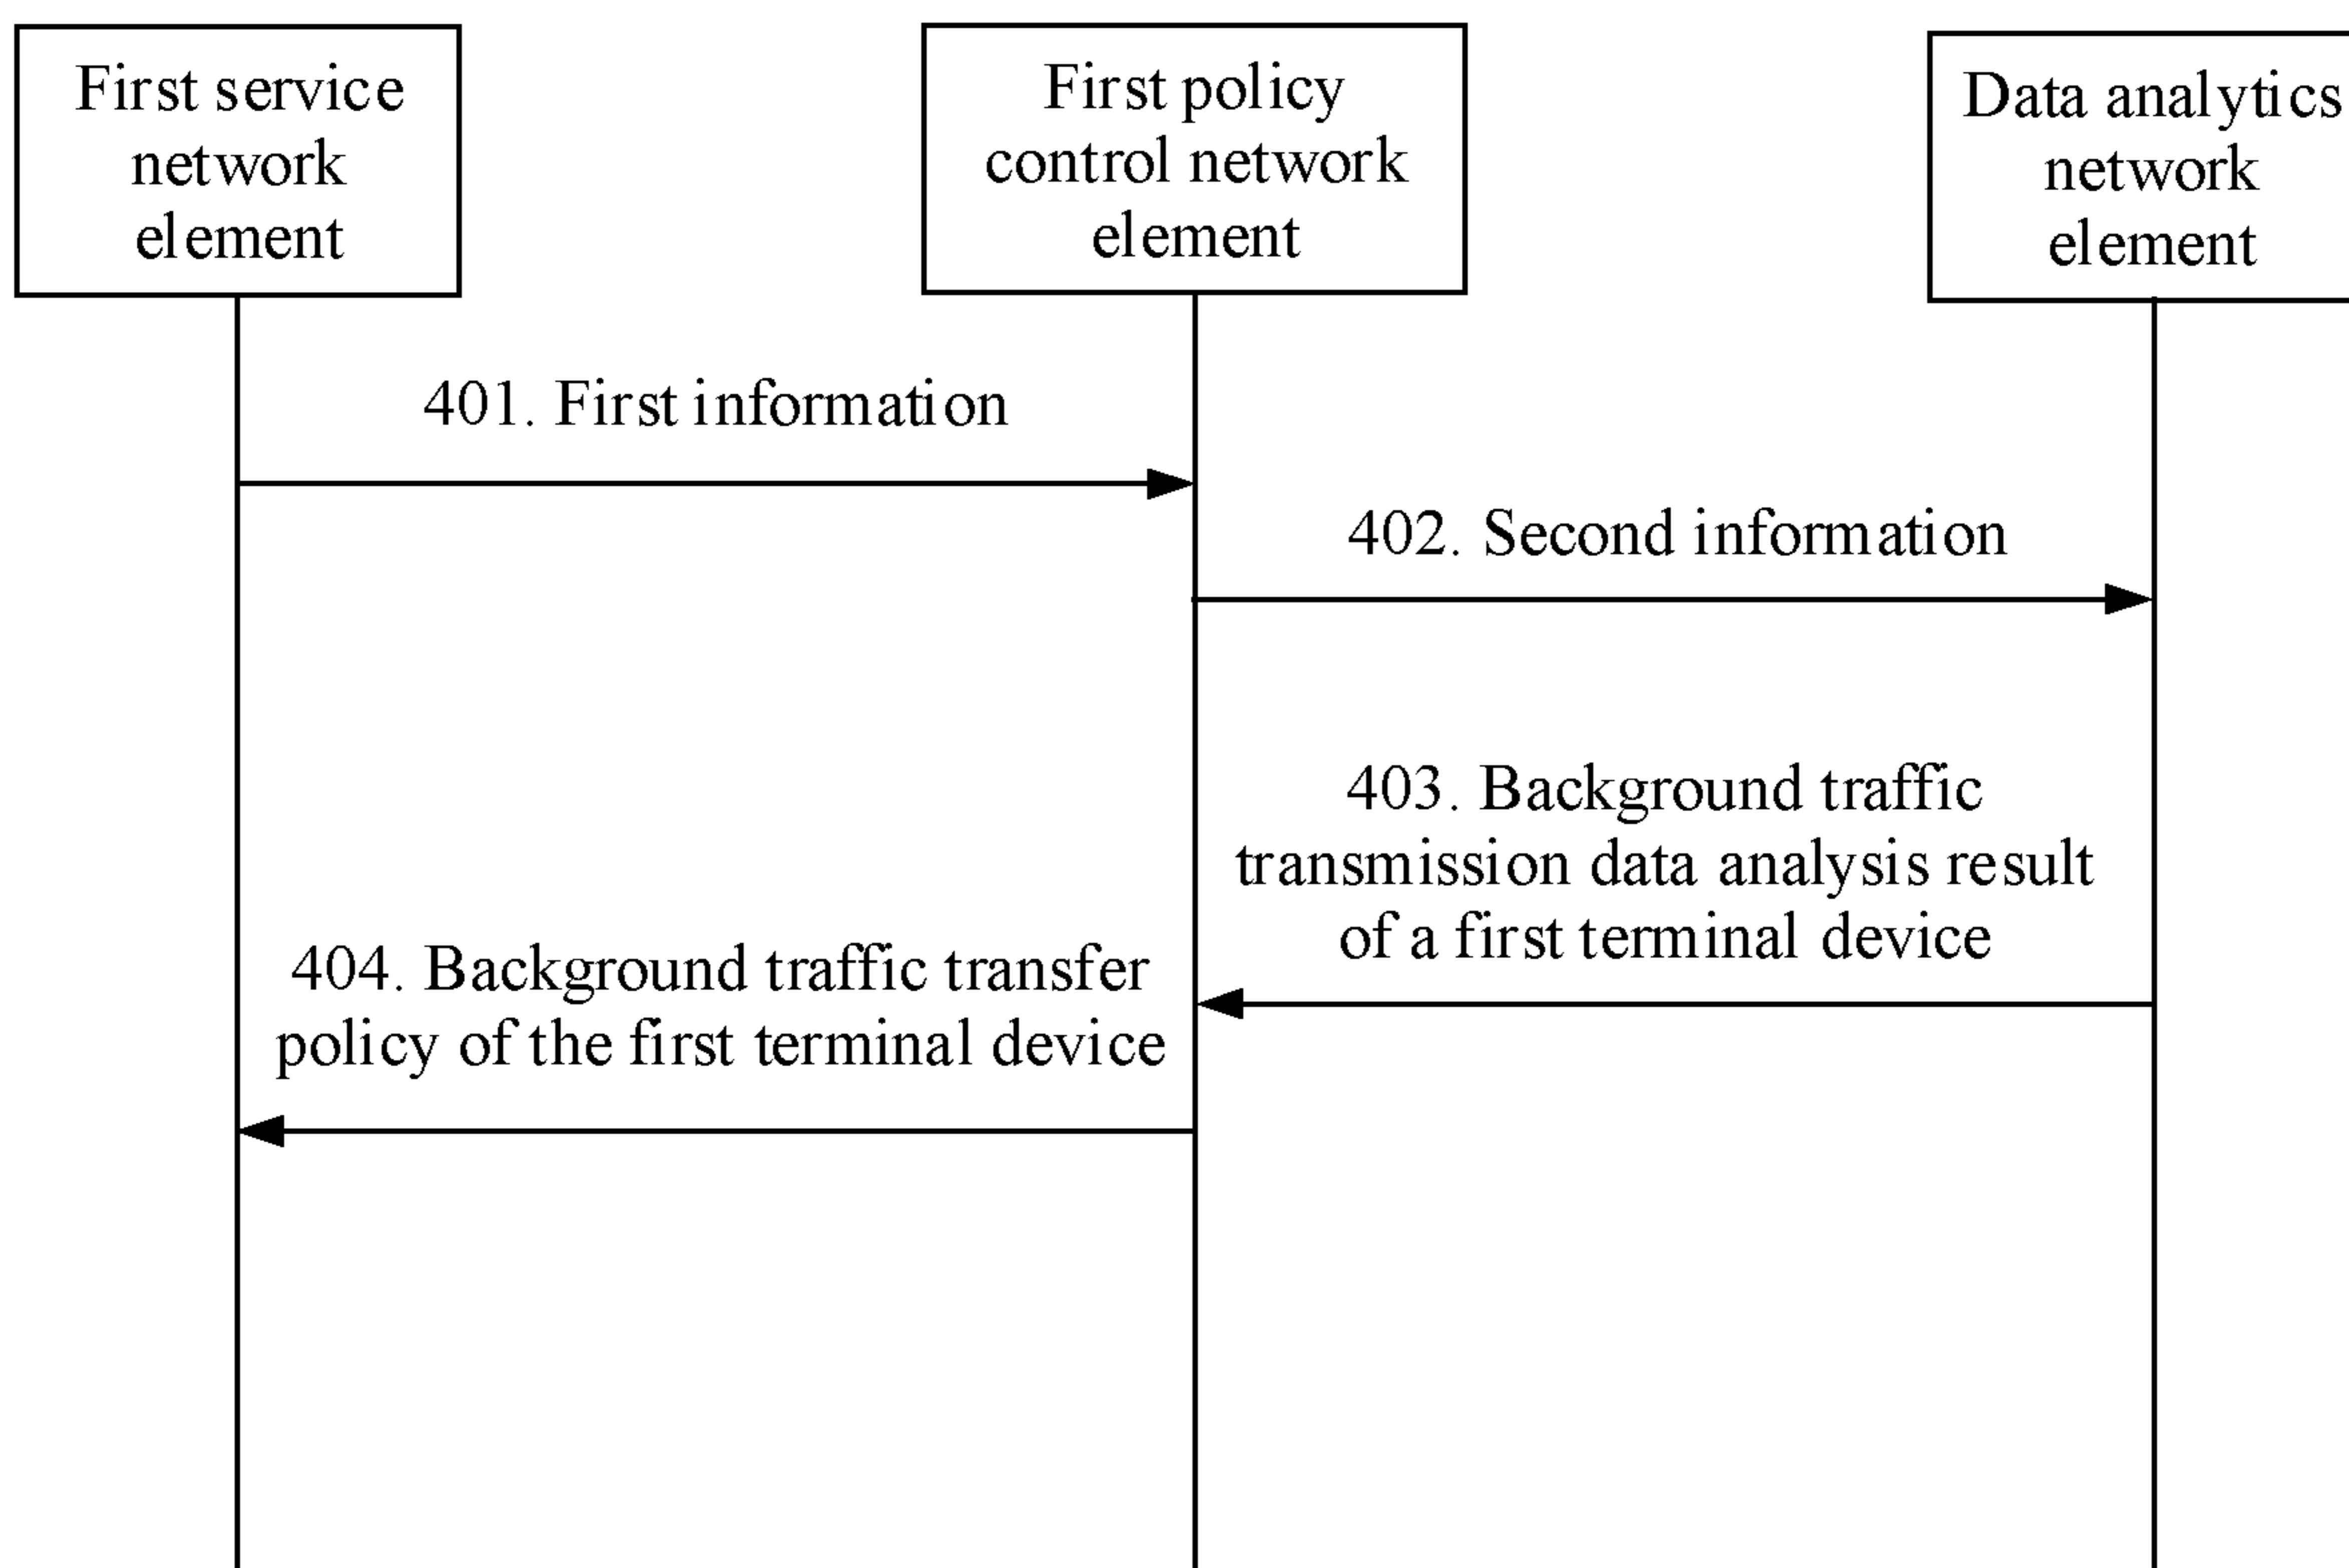 First service
network
element
First policy
control network
element
Data analytics
network
element
401. First information
402. Second information
403. Background traffic
transmission data analysis result
of a first terminal device
404. Background traffic transfer
policy of the first terminal device